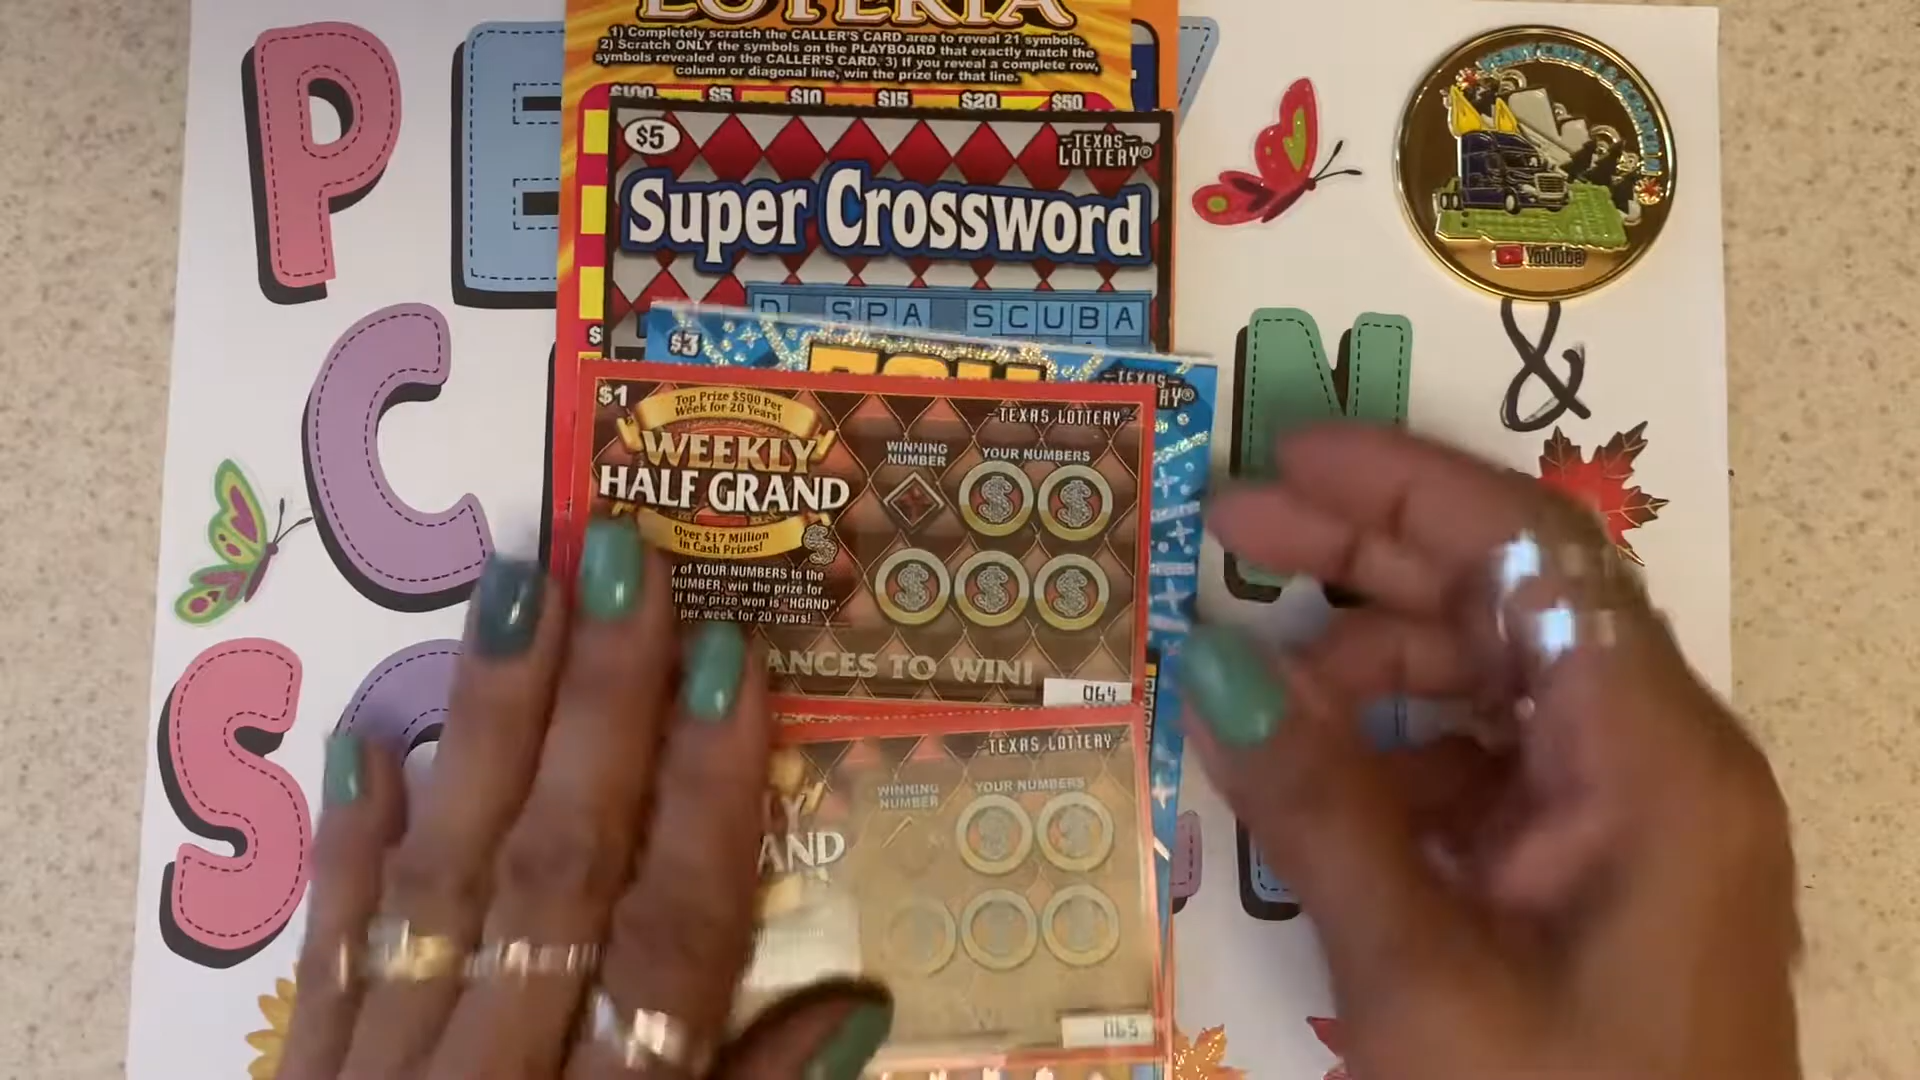 LOTERIA
1) Completely scratch the CALLER'S CARD area to reveal 21 symbols.
2) Scratch ONLY the symbols on the PLAYBOARD that exactly match the
symbols revealed on the CALLER'S CARD. 3) If you reveal a complete row,
column or diagonal line, win the prize for that line.
$100 $5 $10 $15 $20 $50
$5
TEXAS
LOTTERY®
Super Crossword
D SPA SCUBA
$3
TEXAS
$1
Top Prize $500 Per
Week for 20 Years!
TEXAS LOTTERY
WEEKLY
HALF GRAND
WINNING
NUMBER
YOUR NUMBERS
Over $17 Million
in Cash Prizes!
y of YOUR NUMBERS to the
NUMBER, win the prize for
If the prize won is "HGRND",
per week for 20 years!
ANCES TO WIN!
064
TEXAS LOTTERY
WINNING
NUMBER
YOUR NUMBERS
AND
065
P E
C N &
S
YouTube